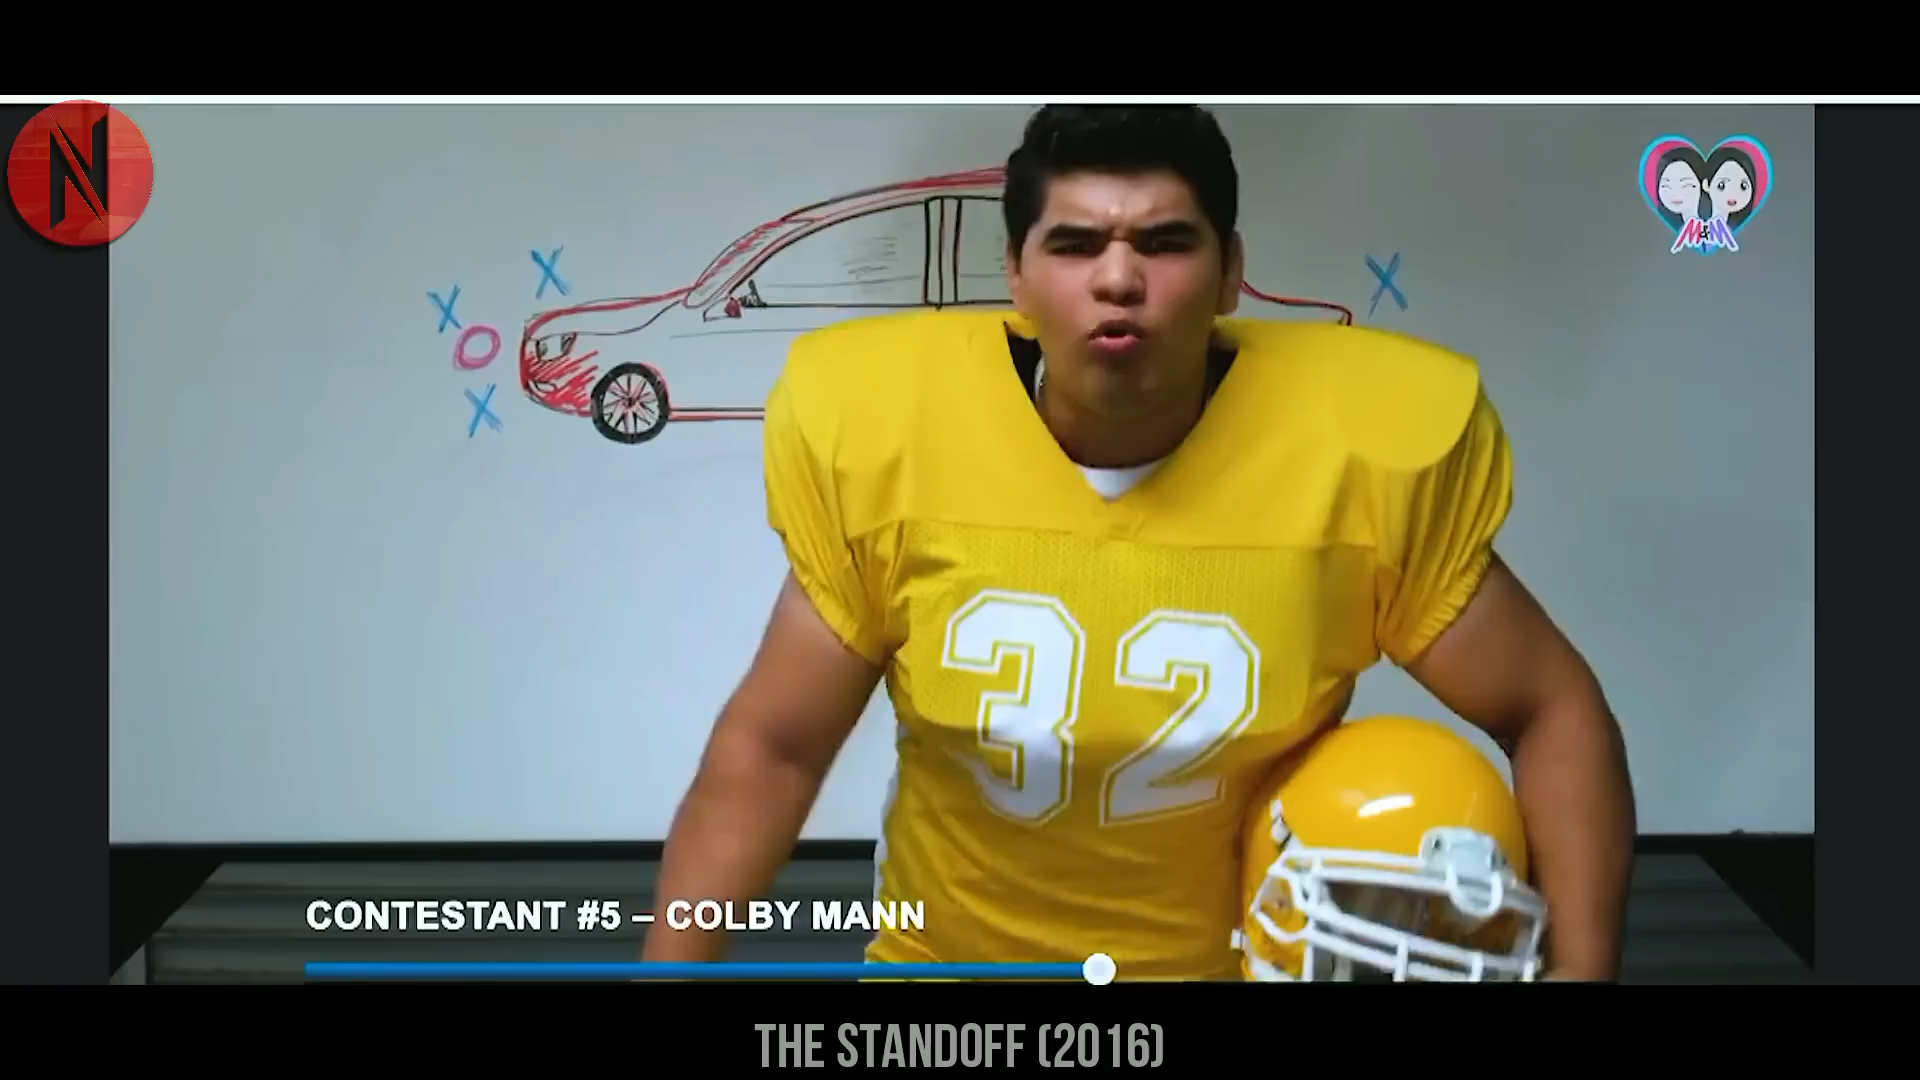 N
M&M
X
X
X
O
X
32
CONTESTANT #5 – COLBY MANN
THE STANDOFF (2016)